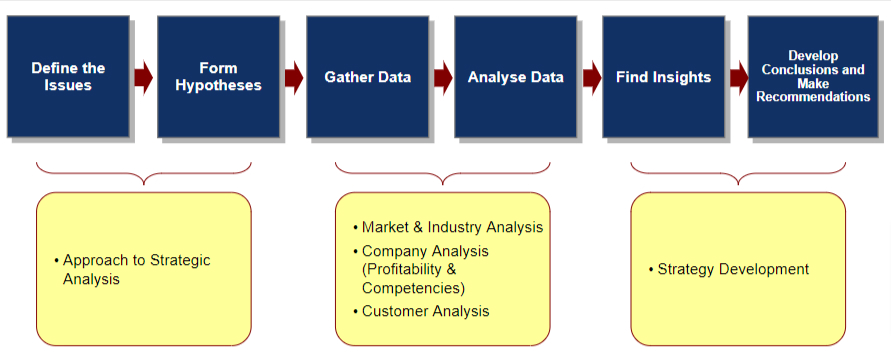 Define the
Issues
Form
Hypotheses
Gather Data
Analyse Data
Find Insights
Develop
Conclusions and
Make
Recommendations
• Approach to Strategic
Analysis
• Market & Industry Analysis
• Company Analysis
(Profitability &
Competencies)
• Customer Analysis
• Strategy Development